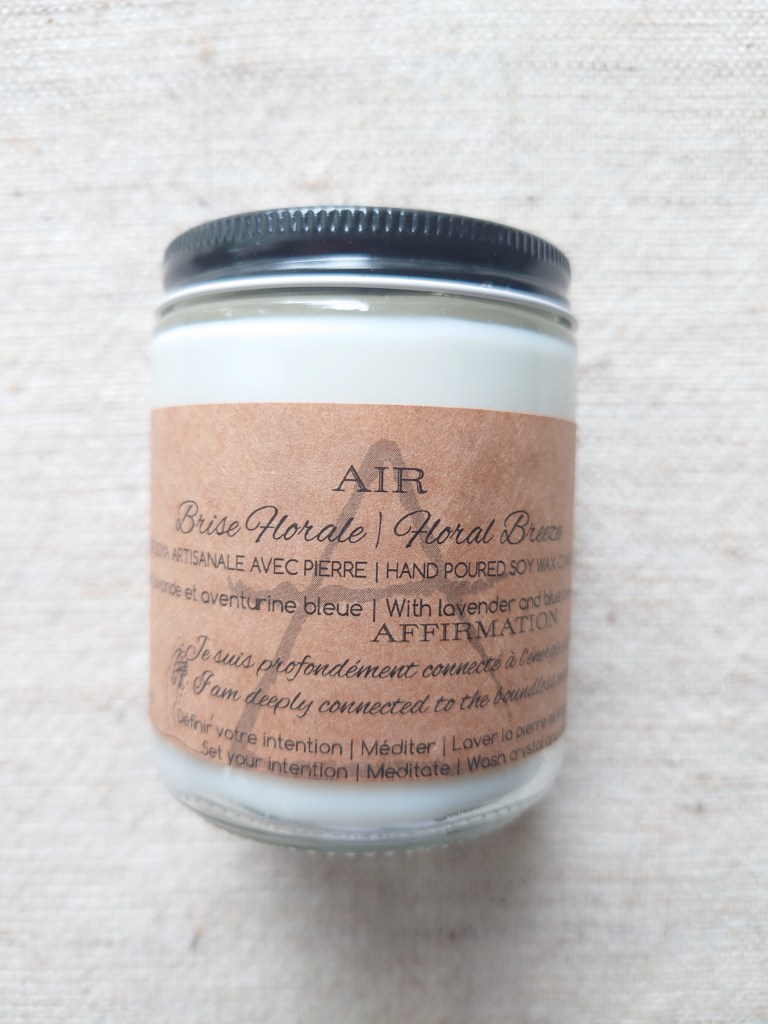 AIR
Brise Florale | Floral Breeze
ARTISANALE AVEC PIERRE | HAND POURED SOY WAX
et aventurine bleue | With lavender and blue
AFFIRMATION
Je suis profondément connecté à
I am deeply connected to the boundless
Définir votre intention | Méditer | Laver la pierre
Set your intention | Meditate | Wash crystal